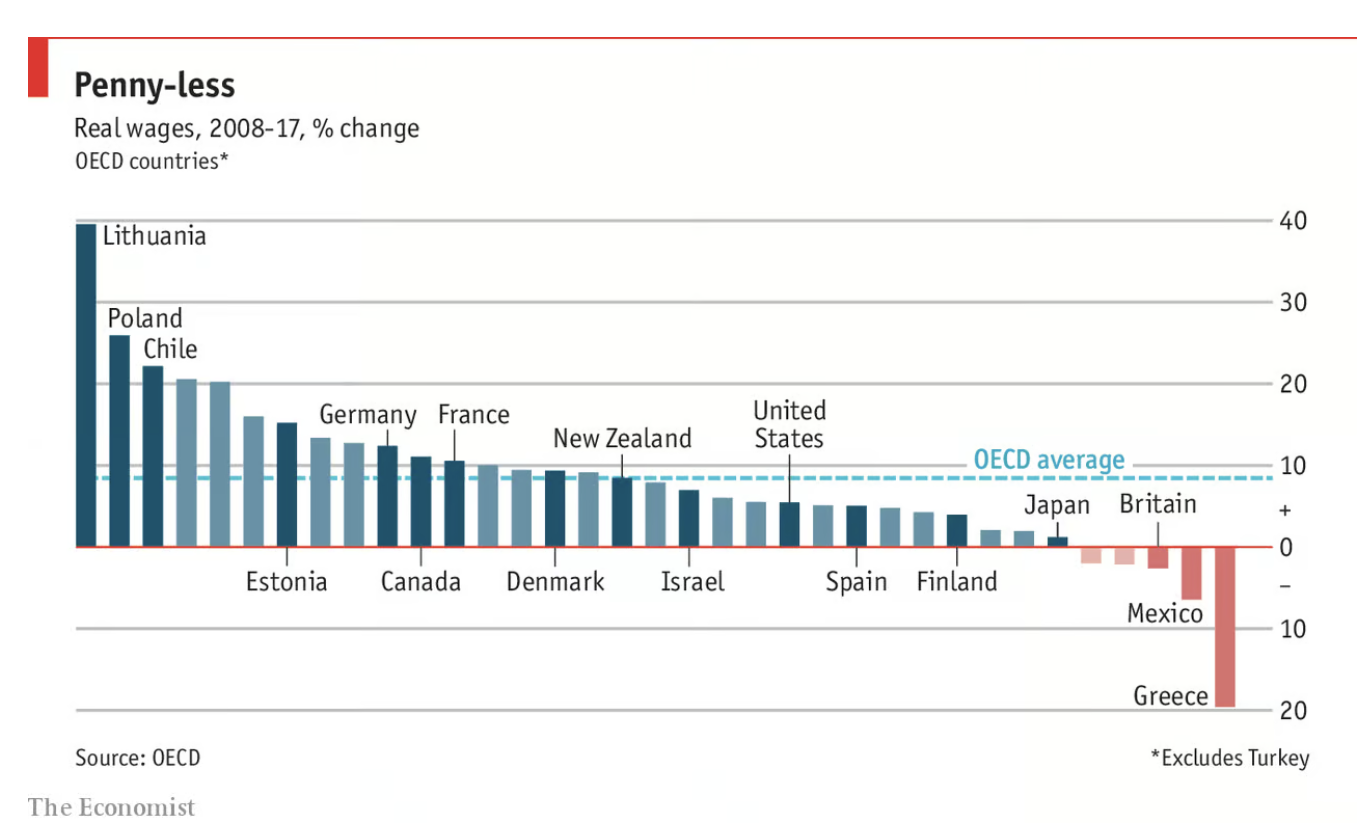 Penny-less
Real wages, 2008-17, % change
OECD countries*
40
Lithuania
30
Poland
Chile
20
Germany
France
New Zealand
United
States
OECD average
10
Japan
Britain
+
0
Estonia
Canada
Denmark
Israel
Spain
Finland
–
Mexico
10
Greece
20
Source: OECD
*Excludes Turkey
The Economist